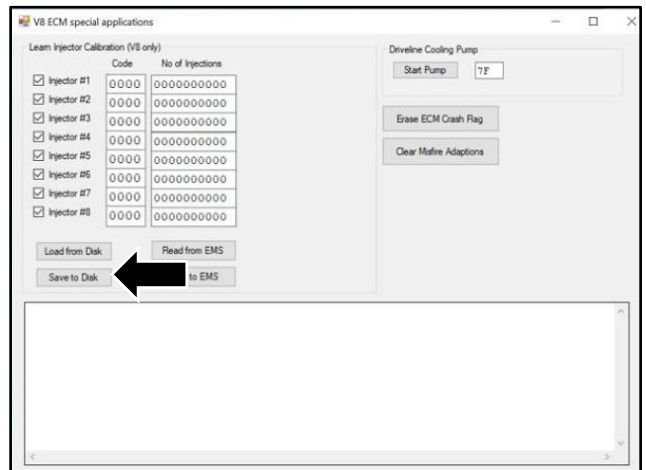 V8 ECM special applications
Learn Injector Calibration (V8 only)
Code No of Injections
Injector #1 0000 0000000000
Injector #2 0000 0000000000
Injector #3 0000 0000000000
Injector #4 0000 0000000000
Injector #5 0000 0000000000
Injector #6 0000 0000000000
Injector #7 0000 0000000000
Injector #8 0000 0000000000
Load from Disk Read from EMS
Save to Disk to EMS
Driveline Cooling Pump
Start Pump 7F
Erase ECM Crash Flag
Clear Misfire Adaptions